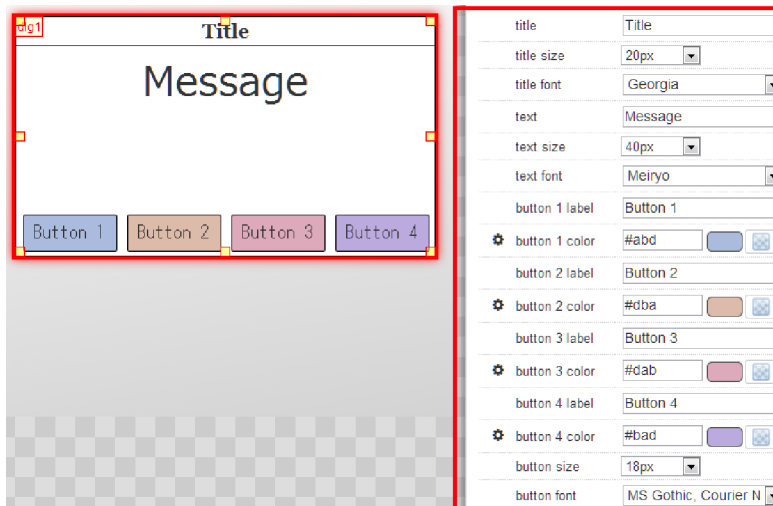 dlg1
Title
Message
Button 1 Button 2 Button 3 Button 4
title Title
title size 20px
title font Georgia
text Message
text size 40px
text font Meiryo
button 1 label Button 1
button 1 color #abd
button 2 label Button 2
button 2 color #dba
button 3 label Button 3
button 3 color #dab
button 4 label Button 4
button 4 color #bad
button size 18px
button font MS Gothic, Courier N